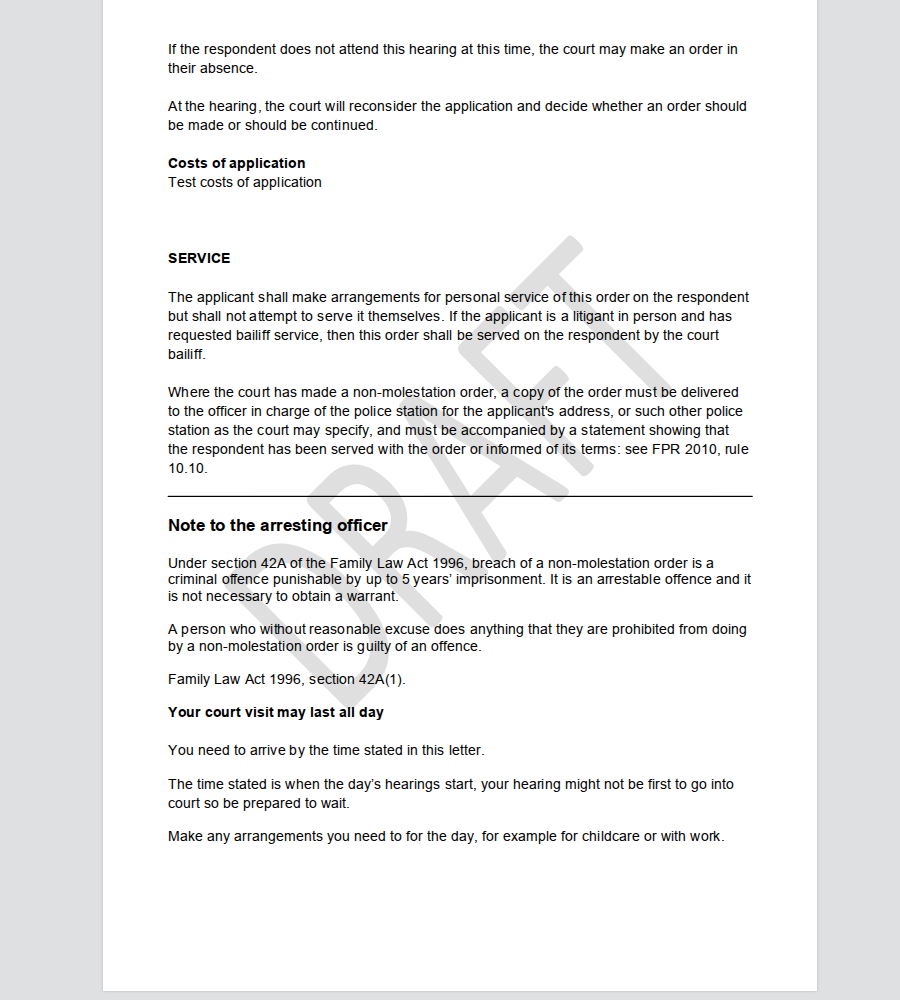 If the respondent does not attend this hearing at this time, the court may make an order in
their absence.
At the hearing, the court will reconsider the application and decide whether an order should
be made or should be continued.
Costs of application
Test costs of application
SERVICE
The applicant shall make arrangements for personal service of this order on the respondent
but shall not attempt to serve it themselves. If the applicant is a litigant in person and has
requested bailiff service, then this order shall be served on the respondent by the court
bailiff.
Where the court has made a non-molestation order, a copy of the order must be delivered
to the officer in charge of the police station for the applicant's address, or such other police
station as the court may specify, and must be accompanied by a statement showing that
the respondent has been served with the order or informed of its terms: see FPR 2010, rule
10.10.
DRAFT
Note to the arresting officer
Under section 42A of the Family Law Act 1996, breach of a non-molestation order is a
criminal offence punishable by up to 5 years’ imprisonment. It is an arrestable offence and it
is not necessary to obtain a warrant.
A person who without reasonable excuse does anything that they are prohibited from doing
by a non-molestation order is guilty of an offence.
Family Law Act 1996, section 42A(1).
Your court visit may last all day
You need to arrive by the time stated in this letter.
The time stated is when the day’s hearings start, your hearing might not be first to go into
court so be prepared to wait.
Make any arrangements you need to for the day, for example for childcare or with work.